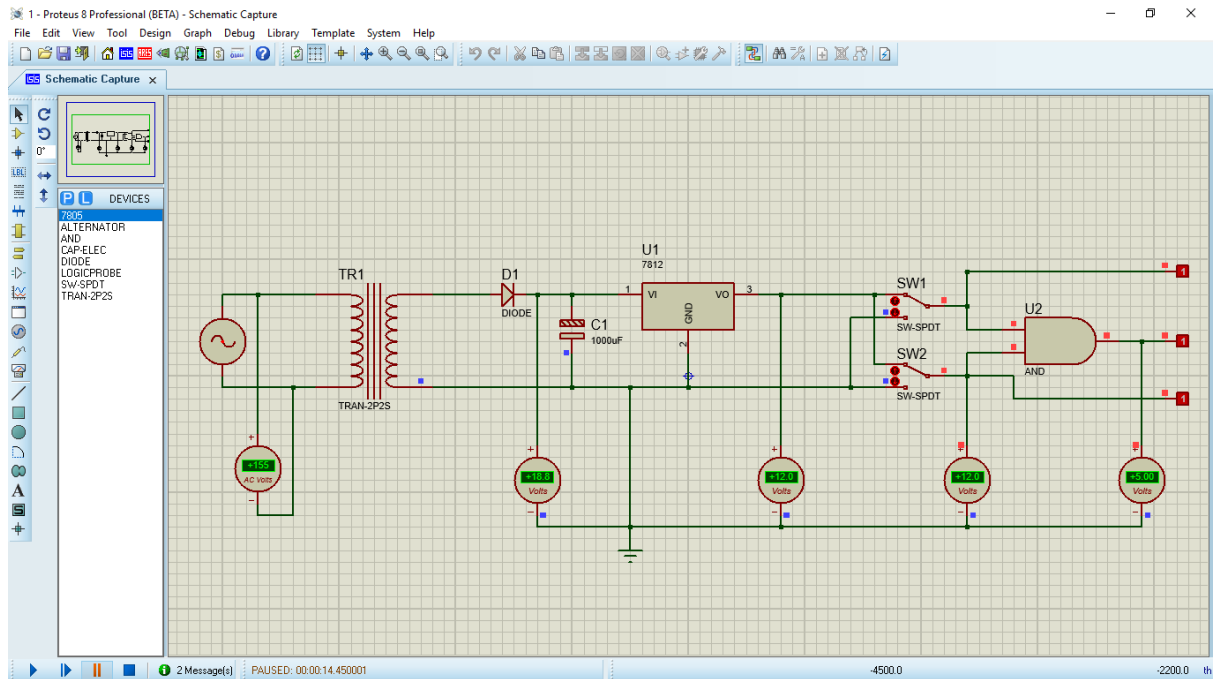 1 - Proteus 8 Professional (BETA) - Schematic Capture
File Edit View Tool Design Graph Debug Library Template System Help
Schematic Capture
0°
LBL
P L DEVICES
7805
ALTERNATOR
AND
CAP-ELEC
DIODE
LOGICPROBE
SW-SPDT
TRAN-2P2S
TR1
TRAN-2P2S
+
+155
AC Volts
D1
DIODE
C1
1000uF
U1
7812
1 VI VO 3
GND
2
SW1
SW-SPDT
SW2
SW-SPDT
U2
AND
1
1
1
+18.8
Volts
+12.0
Volts
+12.0
Volts
+5.00
Volts
A
S
2 Message(s)
PAUSED: 00:00:14.450001
-4500.0
-2200.0
th